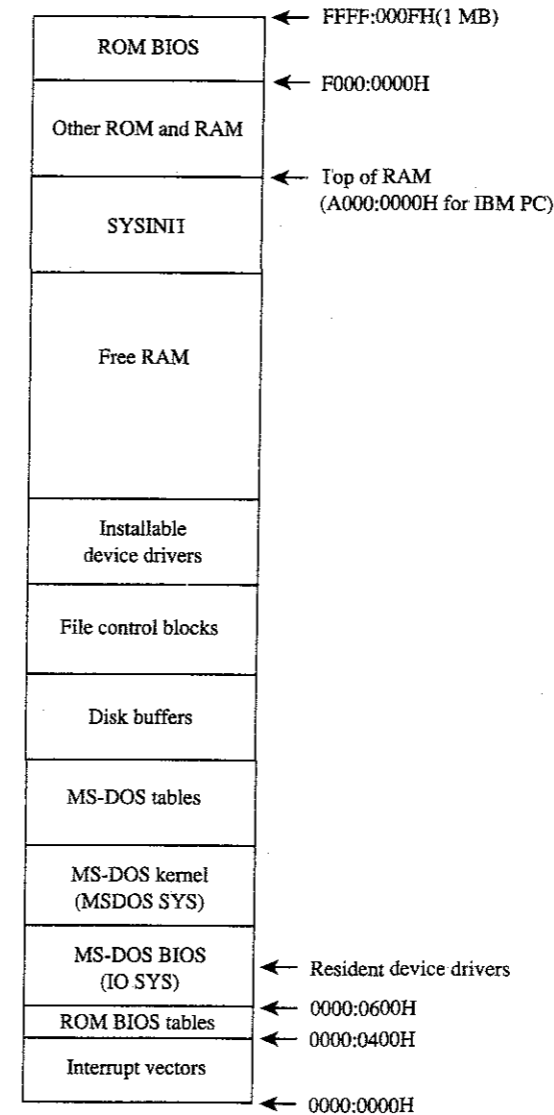 FFFF:000FH(1 MB)
ROM BIOS
F000:0000H
Other ROM and RAM
Top of RAM
(A000:0000H for IBM PC)
SYSINIT
Free RAM
Installable
device drivers
File control blocks
Disk buffers
MS-DOS tables
MS-DOS kernel
(MSDOS SYS)
MS-DOS BIOS
(IO SYS)
Resident device drivers
0000:0600H
ROM BIOS tables
0000:0400H
Interrupt vectors
0000:0000H